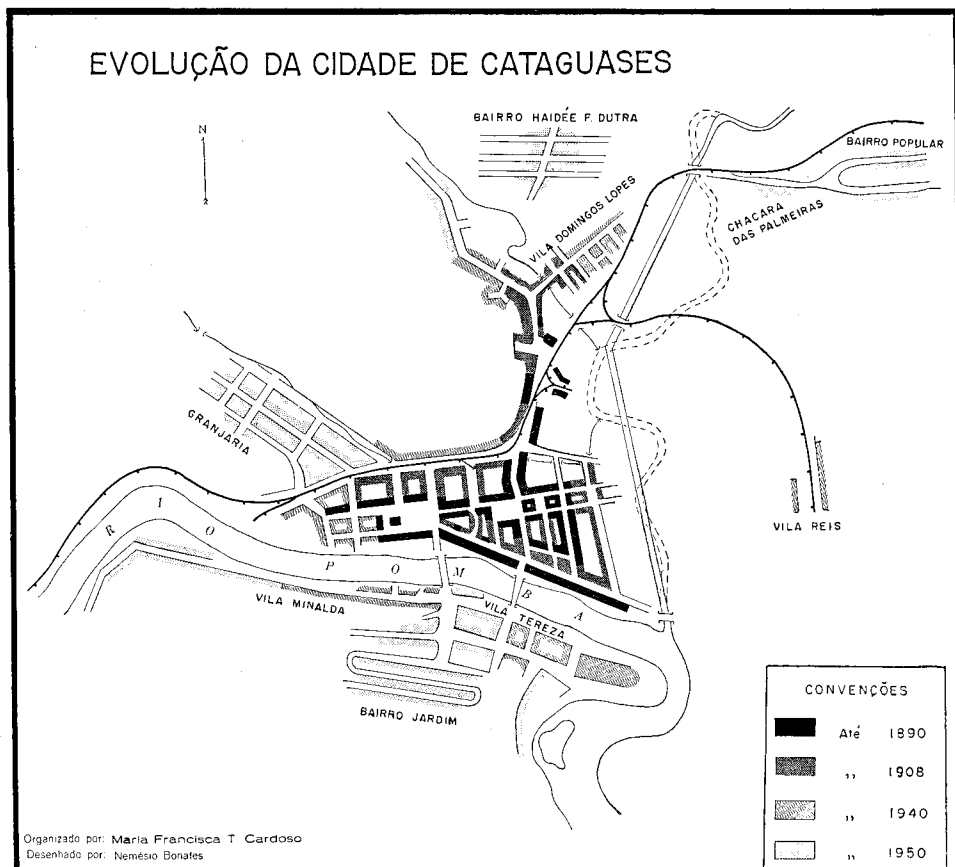 EVOLUÇÃO DA CIDADE DE CATAGUASES
N
BAIRRO HAIDÉE F. DUTRA
BAIRRO POPULAR
VILA DOMINGOS LOPES
CHACARA
DAS PALMEIRAS
GRANJARIA
RIO
POMBA
VILA REIS
VILA MINALDA
VILA TEREZA
BAIRRO JARDIM
CONVENÇÕES
Até 1890
,, 1908
,, 1940
,, 1950
Organizado por: Maria Francisca T Cardoso
Desenhado por: Nemésio Bonates